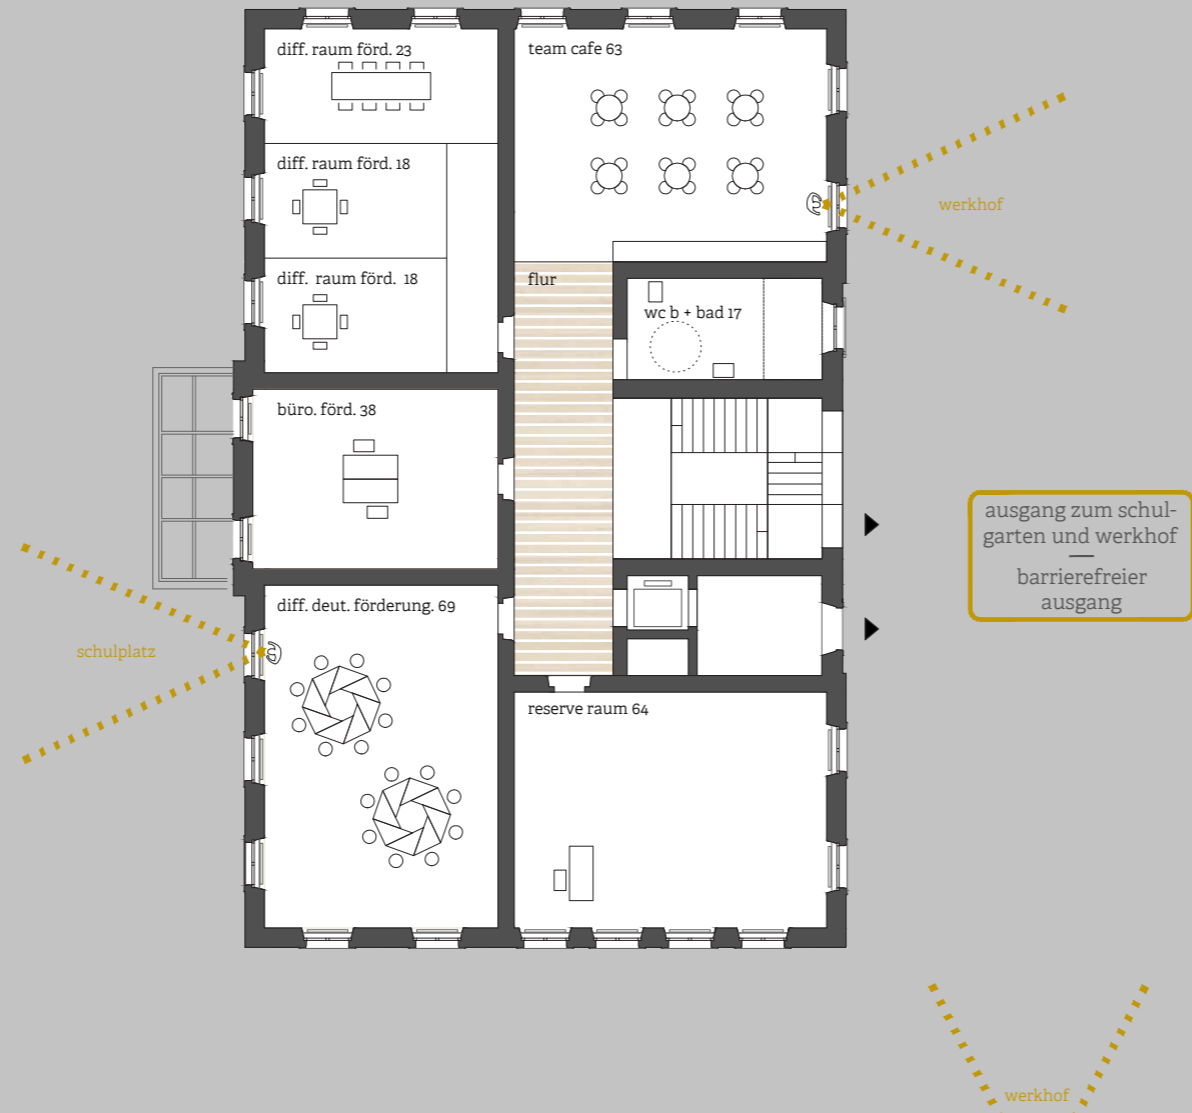 diff. raum förd. 23
team cafe 63
diff. raum förd. 18
werkhof
diff. raum förd. 18
flur
wc b + bad 17
büro. förd. 38
ausgang zum schul-
garten und werkhof
barrierefreier
ausgang
diff. deut. förderung. 69
schulplatz
reserve raum 64
werkhof